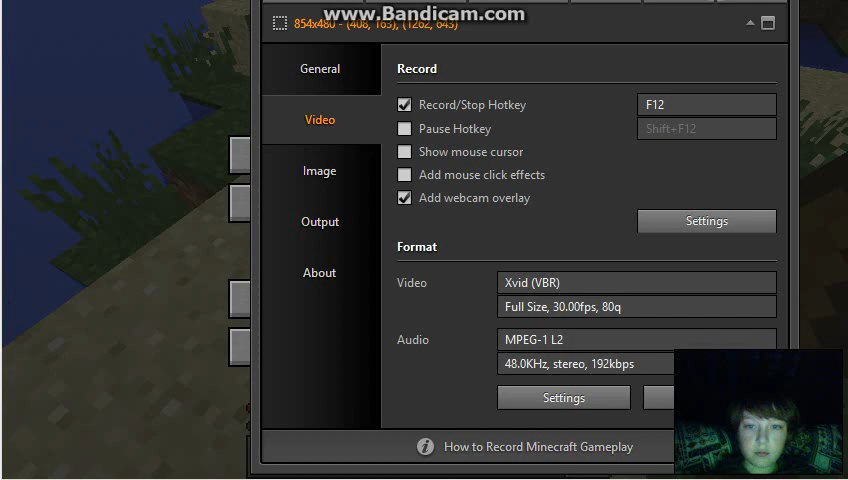 www.Bandicam.com
854x480 - (408, 163), (1262, 643)
General
Video
Image
Output
About
Record
Record/Stop Hotkey F12
Pause Hotkey Shift+F12
Show mouse cursor
Add mouse click effects
Add webcam overlay
Settings
Format
Video Xvid (VBR)
Full Size, 30.00fps, 80q
Audio MPEG-1 L2
48.0KHz, stereo, 192kbps
Settings
How to Record Minecraft Gameplay